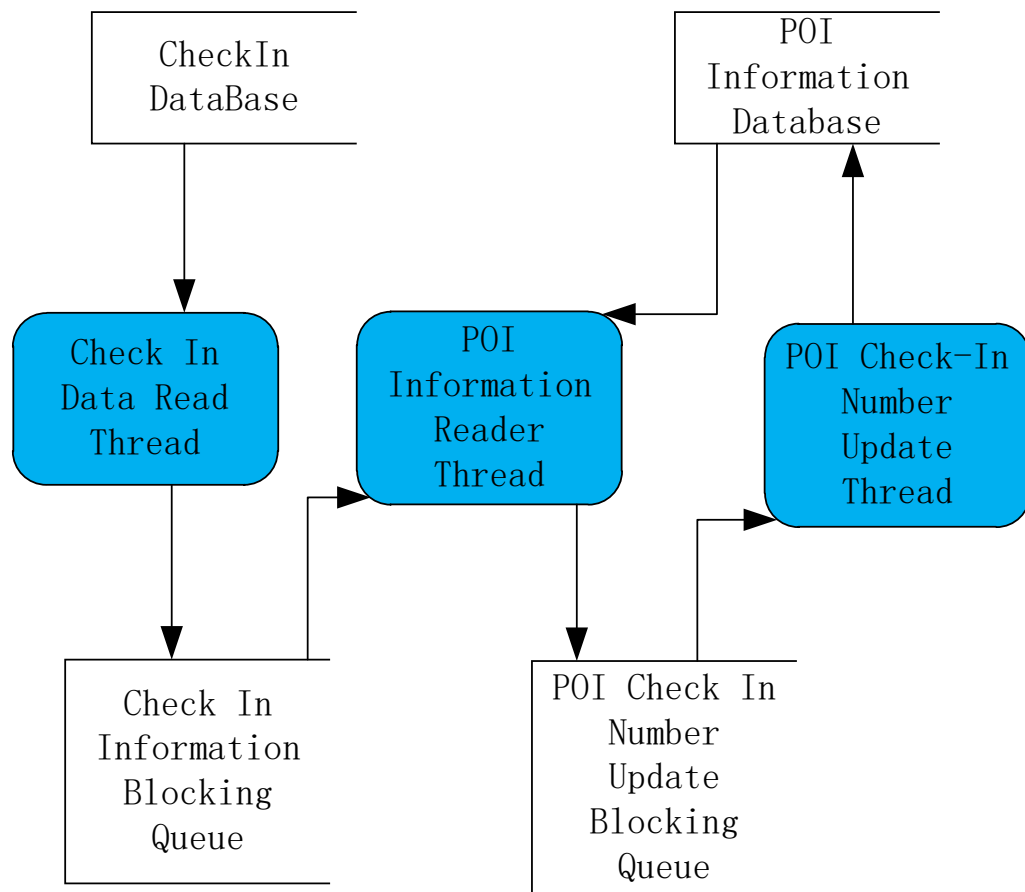 CheckIn
DataBase
POI
Information
Database
Check In
Data Read
Thread
POI
Information
Reader
Thread
POI Check-In
Number
Update
Thread
Check In
Information
Blocking
Queue
POI Check In
Number
Update
Blocking
Queue